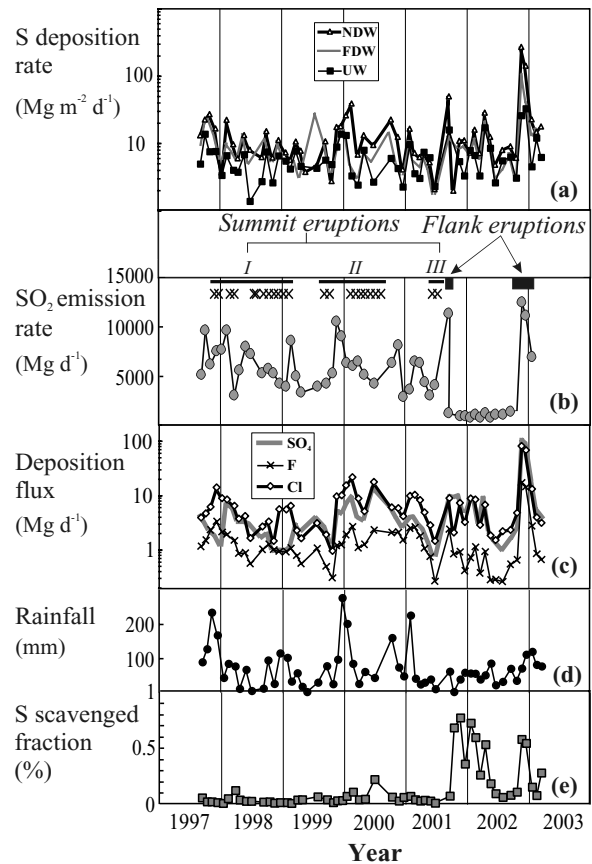 S deposition
rate
(Mg m⁻² d⁻¹)
100
10
NDW
FDW
UW
(a)
Summit eruptions
Flank eruptions
I
II
III
SO₂ emission
rate
(Mg d⁻¹)
15000
10000
5000
(b)
Deposition
flux
(Mg d⁻¹)
100
10
1
SO₄
F
Cl
(c)
Rainfall
(mm)
200
100
1
(d)
S scavenged
fraction
(%)
0.5
0
(e)
1997
1998
1999
2000
2001
2002
2003
Year